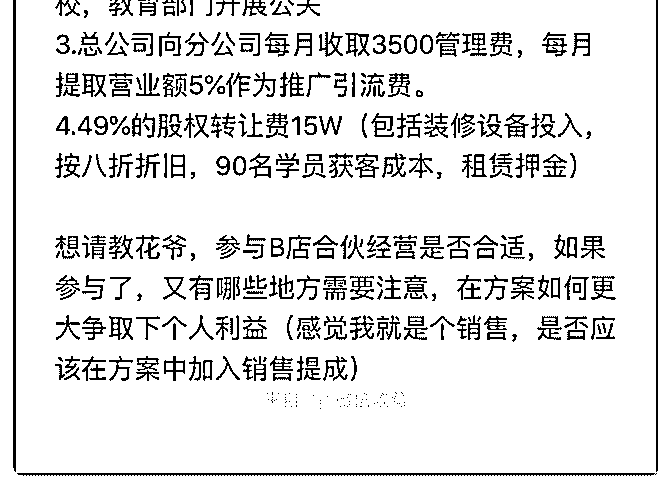 校，教育部门开展公关
3.总公司向分公司每月收取3500管理费，每月
提取营业额5%作为推广引流费。
4.49%的股权转让费15W（包括装修设备投入，
按八折折旧，90名学员获客成本，租赁押金）
想请教花爷，参与B店合伙经营是否合适，如果
参与了，又有哪些地方需要注意，在方案如何更
大争取下个人利益（感觉我就是个销售，是否应
该在方案中加入销售提成）